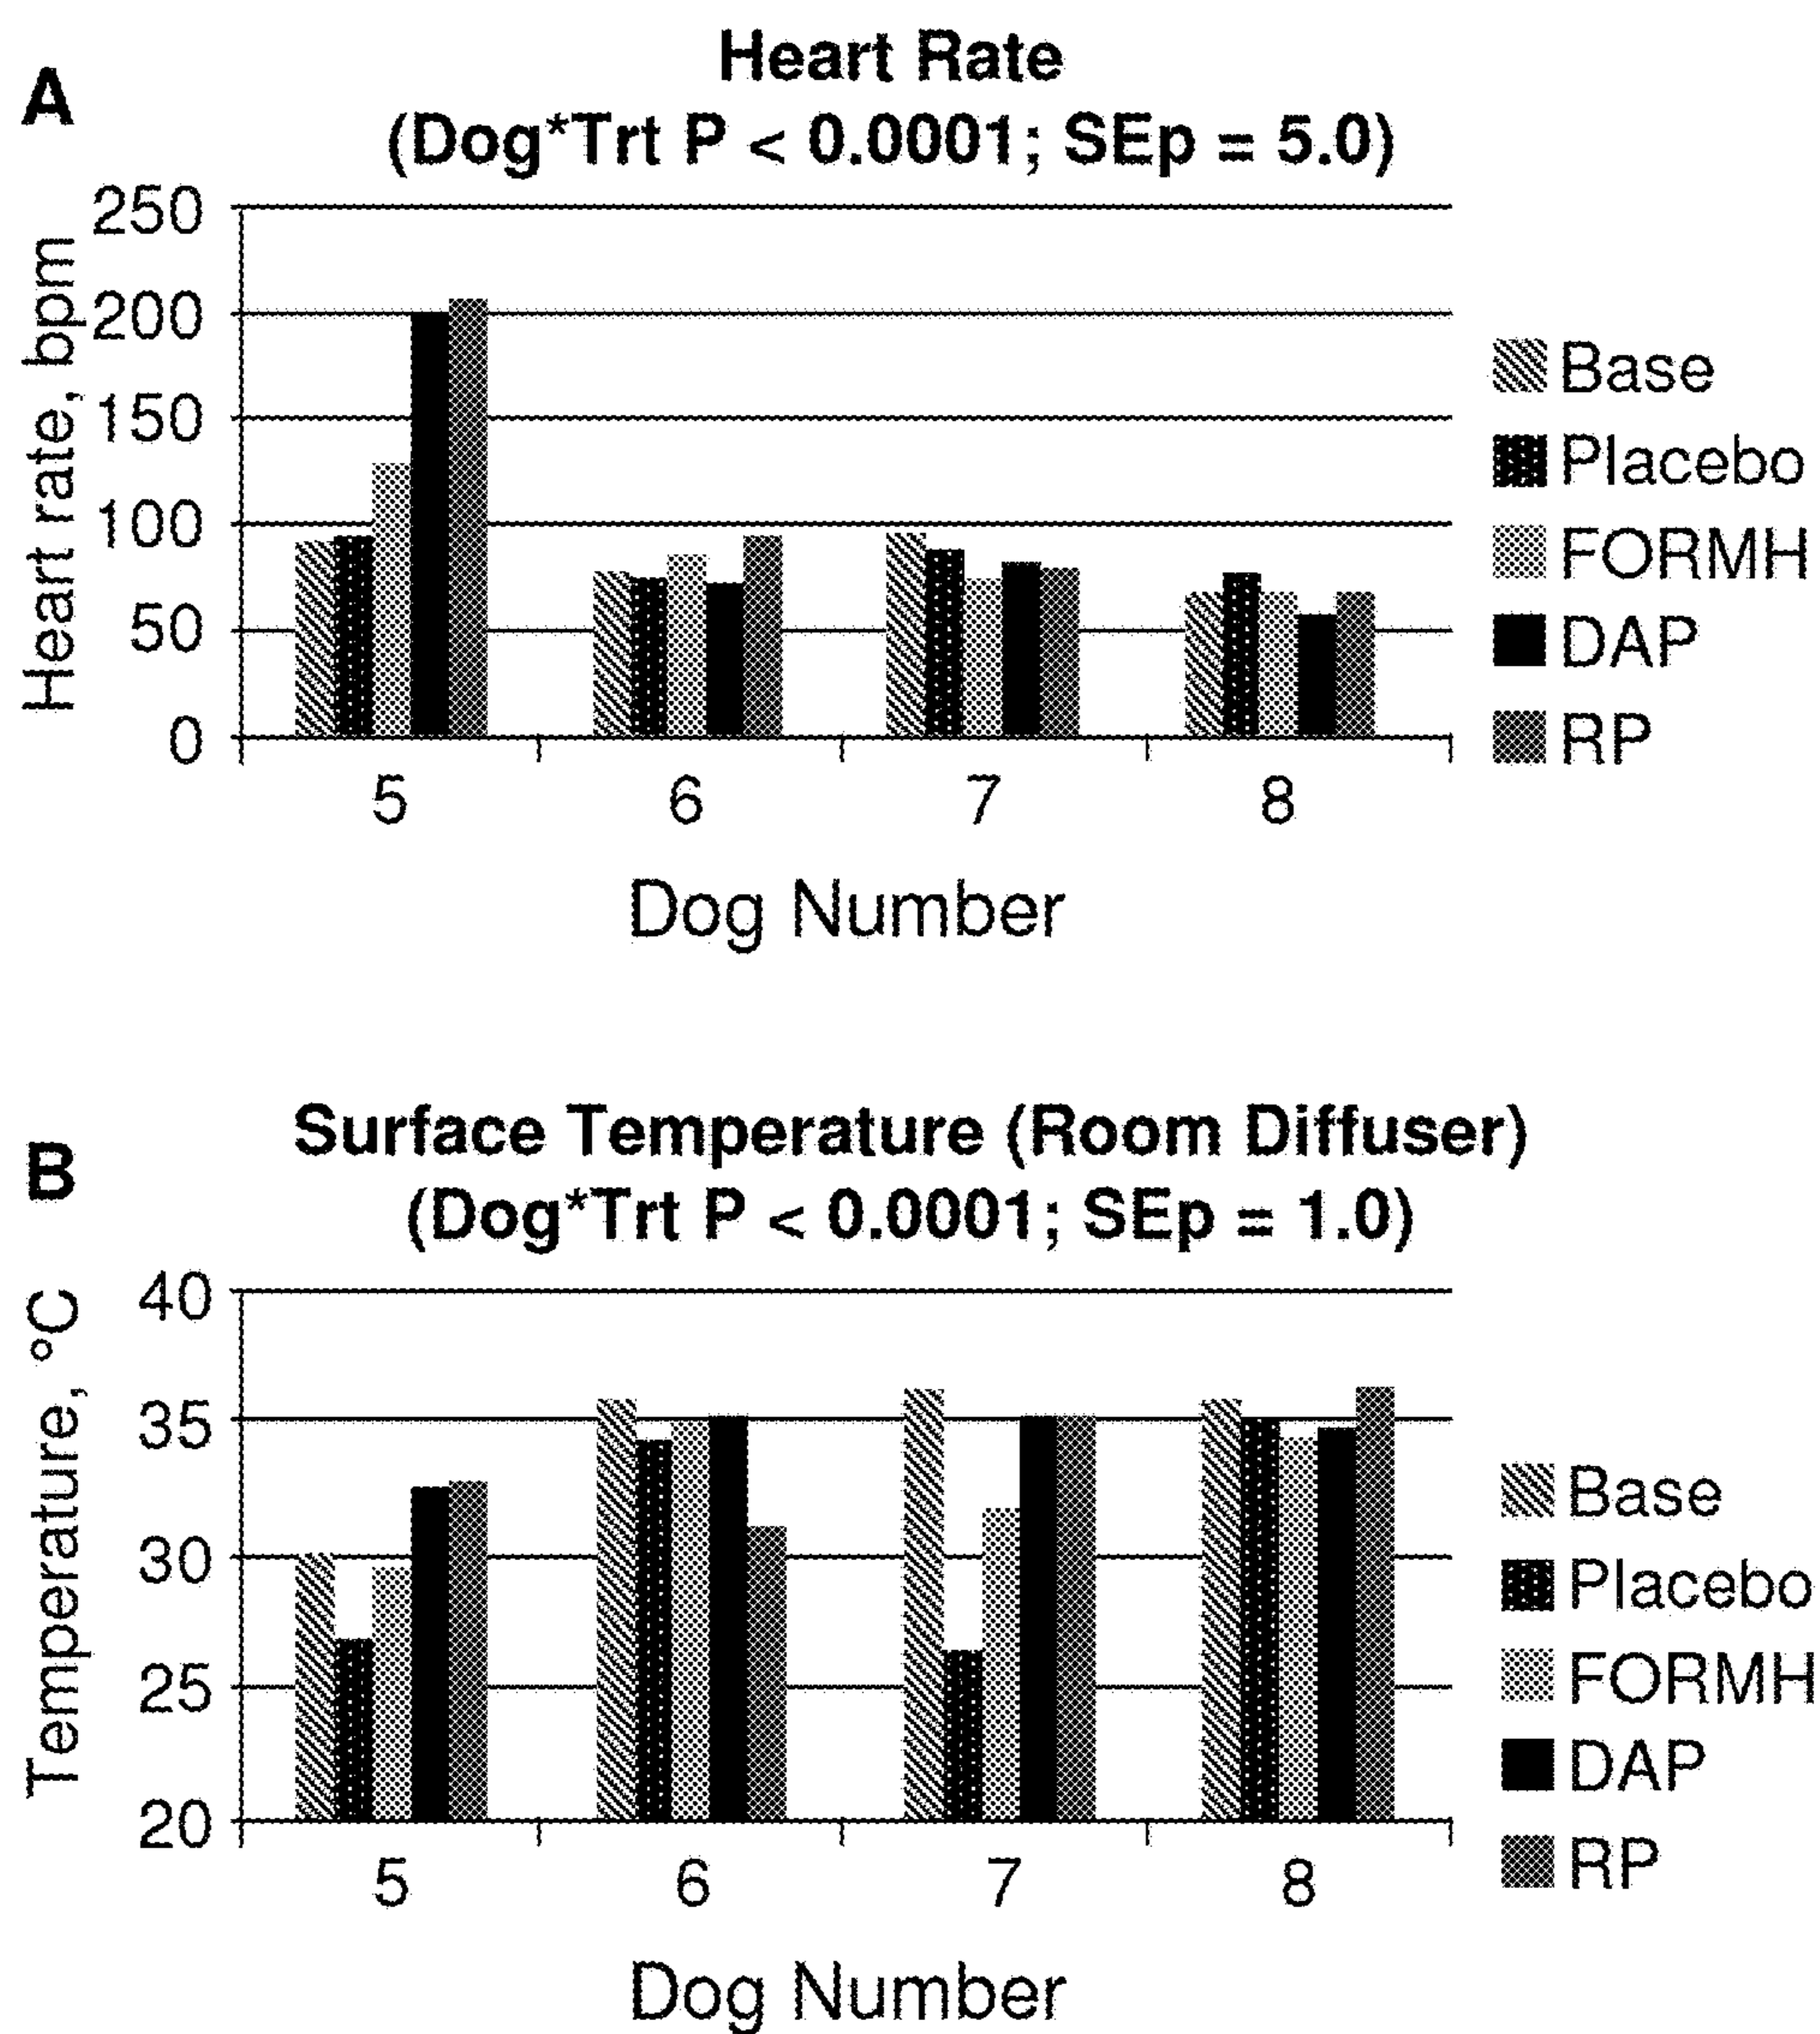 A
Heart Rate
(Dog*Trt P < 0.0001; SEp = 5.0)
Heart rate, bpm
250
200
150
100
50
0
5 6 7 8
Dog Number
Base
Placebo
FORMH
DAP
RP
B
Surface Temperature (Room Diffuser)
(Dog*Trt P < 0.0001; SEp = 1.0)
Temperature, °C
40
35
30
25
20
5 6 7 8
Dog Number
Base
Placebo
FORMH
DAP
RP